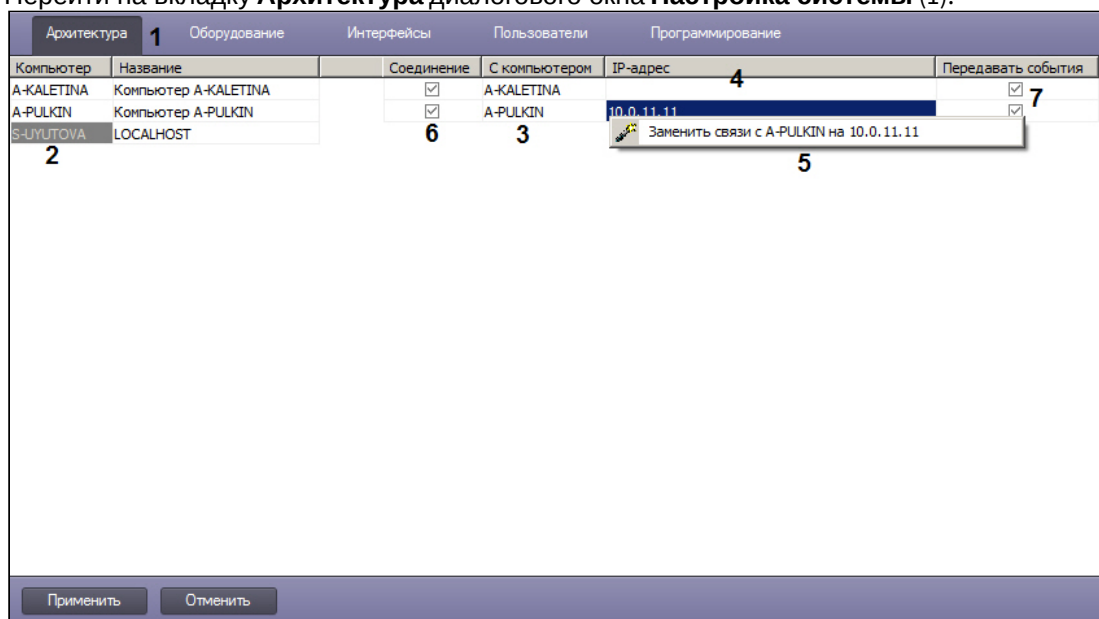 Перейти на вкладку Архитектура диалогового окна Настройка системы (1).
Архитектура 1 Оборудование Интерфейсы Пользователи Программирование
Компьютер Название Соединение С компьютером IP-адрес 4 Передавать события
A-KALETINA Компьютер A-KALETINA A-KALETINA 7
A-PULKIN Компьютер A-PULKIN A-PULKIN 10.0.11.11
S-UYUTOVA LOCALHOST 6 3 Заменить связи с A-PULKIN на 10.0.11.11
2 5
Применить Отменить